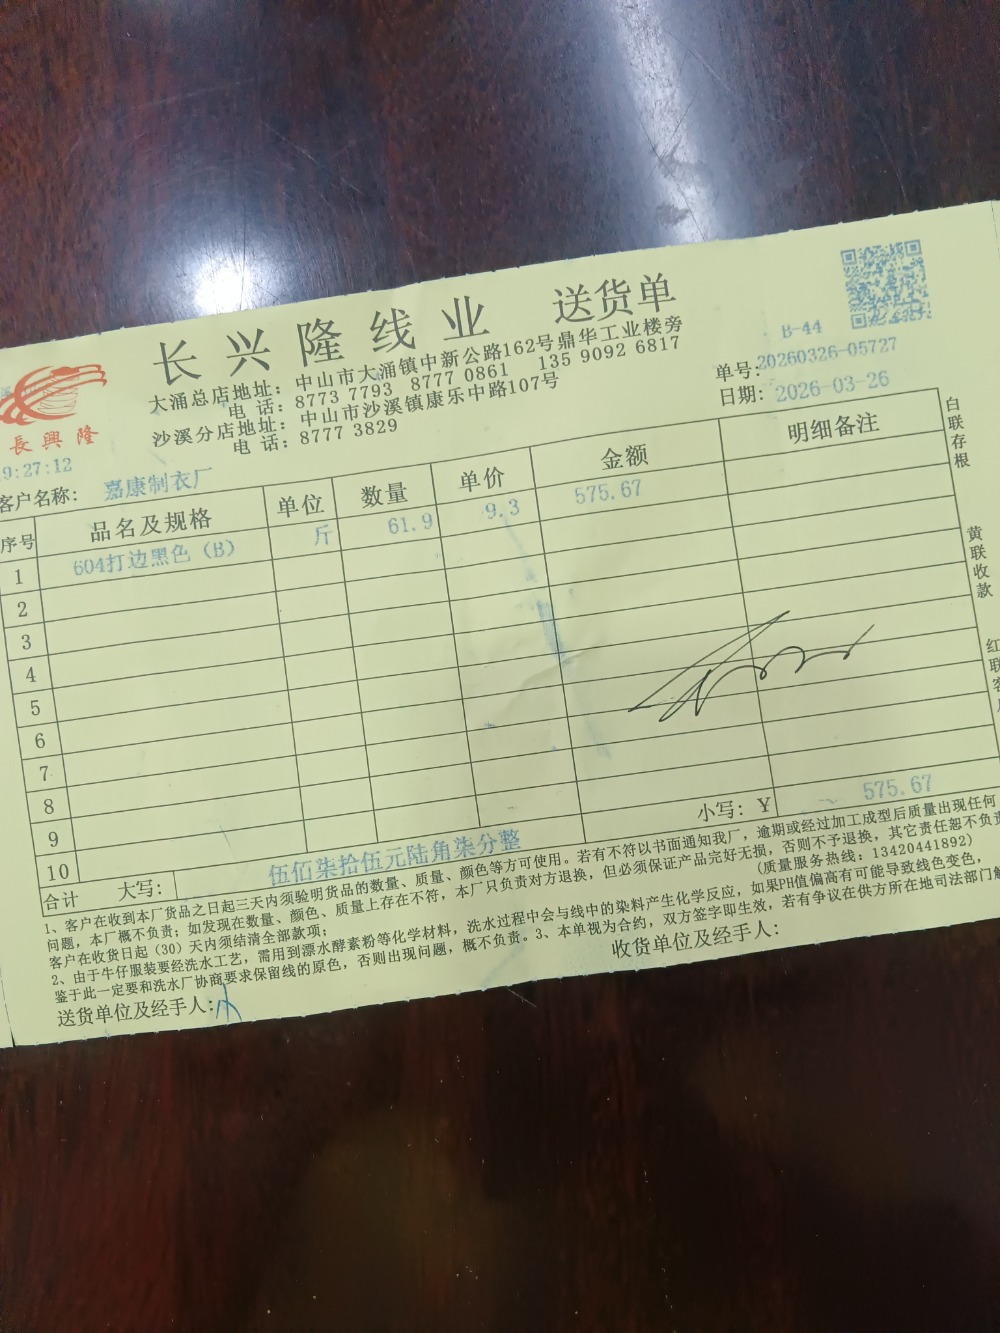 长兴隆线业 送货单
大涌总店地址：中山市大涌镇中新公路162号鼎华工业楼旁
电 话：8773 7793 8777 0861 135 9092 6817
沙溪分店地址：中山市沙溪镇康乐中路107号
电 话：8777 3829
長興隆
B-44
单号：20260326-05727
日期：2026-03-26
9:27:12
客户名称：嘉康制衣厂
序号 品名及规格 单位 数量 单价 金额 明细备注
1 604打边黑色（B） 斤 61.9 9.3 575.67
2
3
4
5
6
7
8
9
10
合计 大写：伍佰柒拾伍元陆角柒分整 小写：Y 575.67
白联存根
黄联收款
红联客
1、客户在收到本厂货品之日起三天内须验明货品的数量、质量、颜色等方可使用。若有不符以书面通知我厂，逾期或经过加工成型后质量出现任何
问题，本厂概不负责；如发现在数量、颜色、质量上存在不符，本厂只负责对方退换，但必须保证产品完好无损，否则不予退换，其它责任恕不负责
客户在收货日起（30）天内须结清全部款项；（质量服务热线：13420441892）
2、由于牛仔服装要经洗水工艺，需用到漂水酵素粉等化学材料，洗水过程中会与线中的染料产生化学反应，如果PH值偏高有可能导致线色变色，
鉴于此一定要和洗水厂协商要求保留线的原色，否则出现问题，概不负责。3、本单视为合约，双方签字即生效，若有争议在供方所在地司法部门解
送货单位及经手人： 收货单位及经手人：